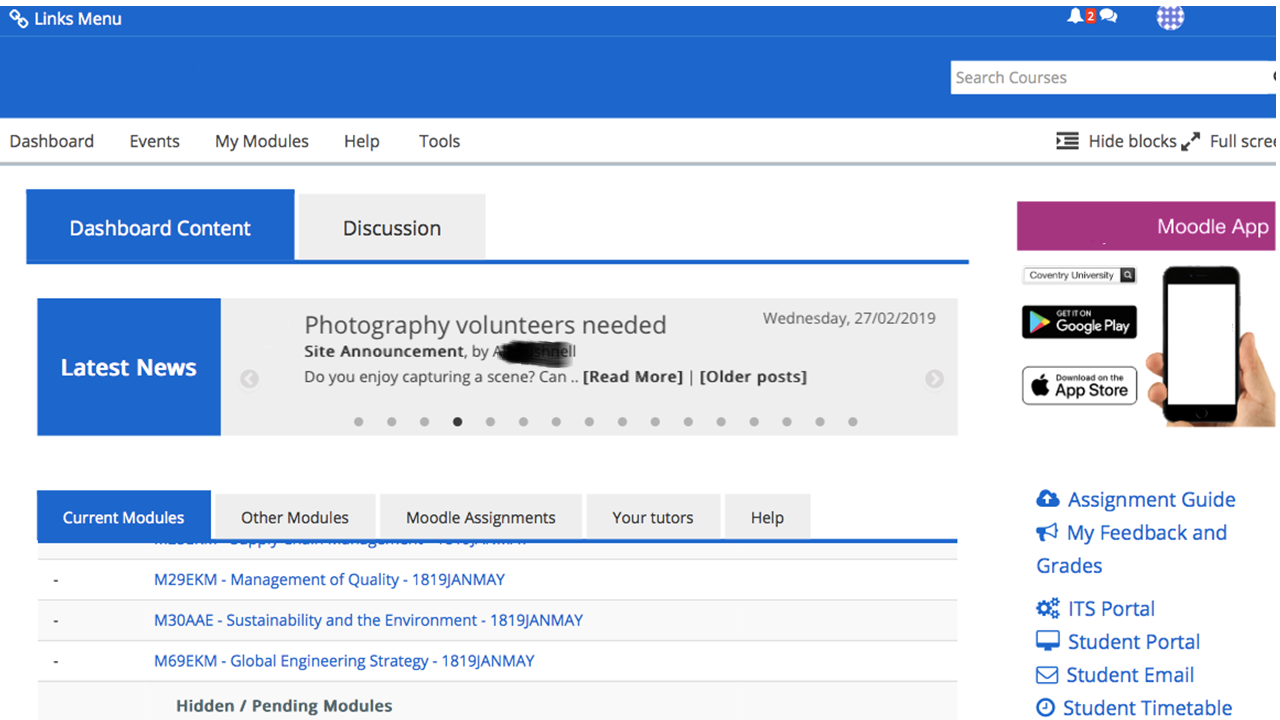 Links Menu
2
Search Courses
Dashboard Events My Modules Help Tools
Hide blocks Full scree
Dashboard Content Discussion
Moodle App
Coventry University
GET IT ON
Google Play
Download on the
App Store
Latest News
Photography volunteers needed
Wednesday, 27/02/2019
Site Announcement, by
Do you enjoy capturing a scene? Can .. [Read More] | [Older posts]
Current Modules Other Modules Moodle Assignments Your tutors Help
- M29EKM - Management of Quality - 1819JANMAY
- M30AAE - Sustainability and the Environment - 1819JANMAY
- M69EKM - Global Engineering Strategy - 1819JANMAY
Hidden / Pending Modules
Assignment Guide
My Feedback and
Grades
ITS Portal
Student Portal
Student Email
Student Timetable